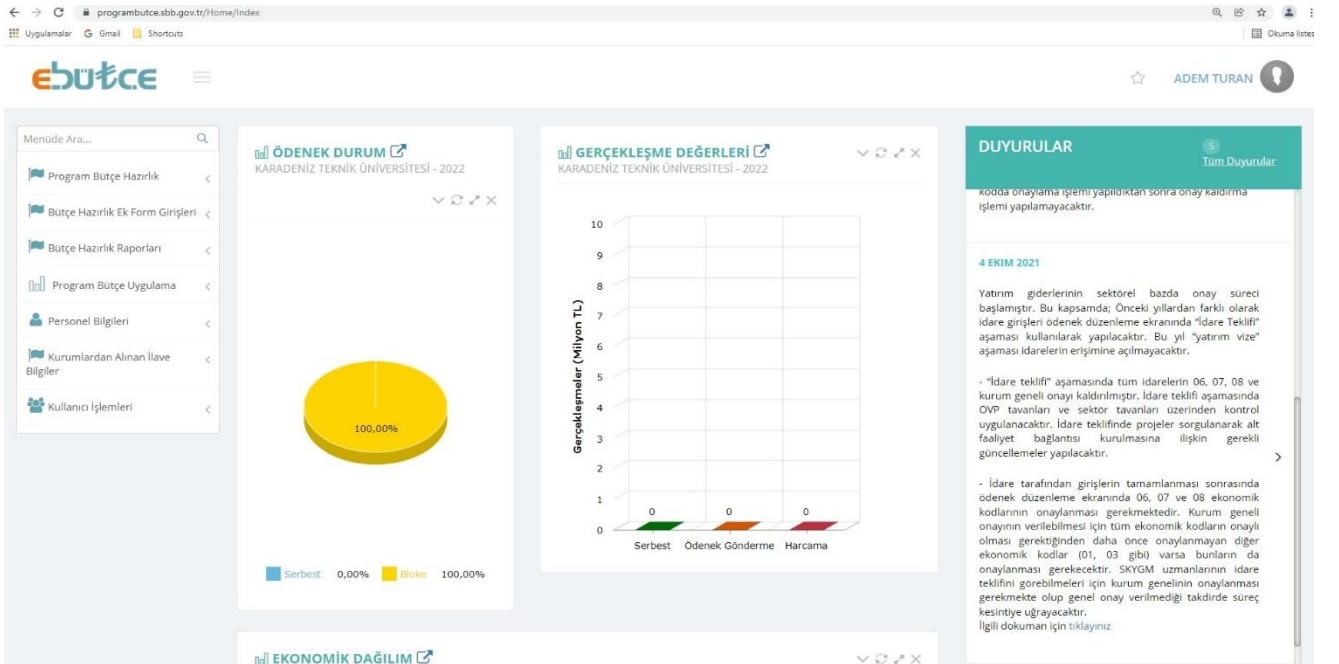 programbutce.sbb.gov.tr/Home/Index
Uygulamalar
Gmail
Shortcuts
Okuma listes
ebütçe
ADEM TURAN
Menüde Ara...
Program Bütçe Hazırlık
Bütçe Hazırlık Ek Form Girişleri
Bütçe Hazırlık Raporları
Program Bütçe Uygulama
Personel Bilgileri
Kurumlardan Alınan İlave
Bilgiler
Kullanıcı İşlemleri
ÖDENEK DURUM
KARADENİZ TEKNİK ÜNİVERSİTESİ - 2022
100,00%
Serbest 0,00% Bloke 100,00%
GERÇEKLEŞME DEĞERLERİ
KARADENİZ TEKNİK ÜNİVERSİTESİ - 2022
Gerçekleşmeler (Milyon TL)
10
9
8
7
6
5
4
3
2
1
0
0 0 0
Serbest Ödenek Gönderme Harcama
EKONOMİK DAĞILIM
DUYURULAR
5
Tüm Duyurular
kodda onaylama işlemi yapıldıktan sonra onay kaldırma
işlemi yapılamayacaktır.
4 EKIM 2021
Yatırım giderlerinin sektörel bazda onay süreci
başlamıştır. Bu kapsamda; Önceki yıllardan farklı olarak
idare girişleri ödenek düzenleme ekranında “İdare Teklifi”
aşaması kullanılarak yapılacaktır. Bu yıl “yatırım vize”
aşaması idarelerin erişimine açılmayacaktır.
- “İdare teklifi” aşamasında tüm idarelerin 06, 07, 08 ve
kurum geneli onayı kaldırılmıştır. İdare teklifi aşamasında
OVP tavanları ve sektör tavanları üzerinden kontrol
uygulanacaktır. İdare teklifinde projeler sorgulanarak alt
faaliyet bağlantısı kurulmasına ilişkin gerekli
güncellemeler yapılacaktır.
- İdare tarafından girişlerin tamamlanması sonrasında
ödenek düzenleme ekranında 06, 07 ve 08 ekonomik
kodlarının onaylanması gerekmektedir. Kurum geneli
onayının verilebilmesi için tüm ekonomik kodların onaylı
olması gerektiğinden daha önce onaylanmayan diğer
ekonomik kodlar (01, 03 gibi) varsa bunların da
onaylanması gerekecektir. SKYGM uzmanlarının idare
teklifini görebilmeleri için kurum genelinin onaylanması
gerekmekte olup genel onay verilmediği takdirde süreç
kesintiye uğrayacaktır.
İlgili dokuman için tıklayınız